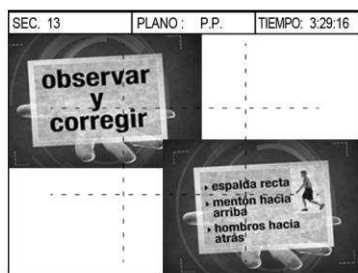 SEC. 13 PLANO : P.P. TIEMPO: 3:29:16
observar
y
corregir
espalda recta
mentón hacia
arriba
hombros hacia
atrás